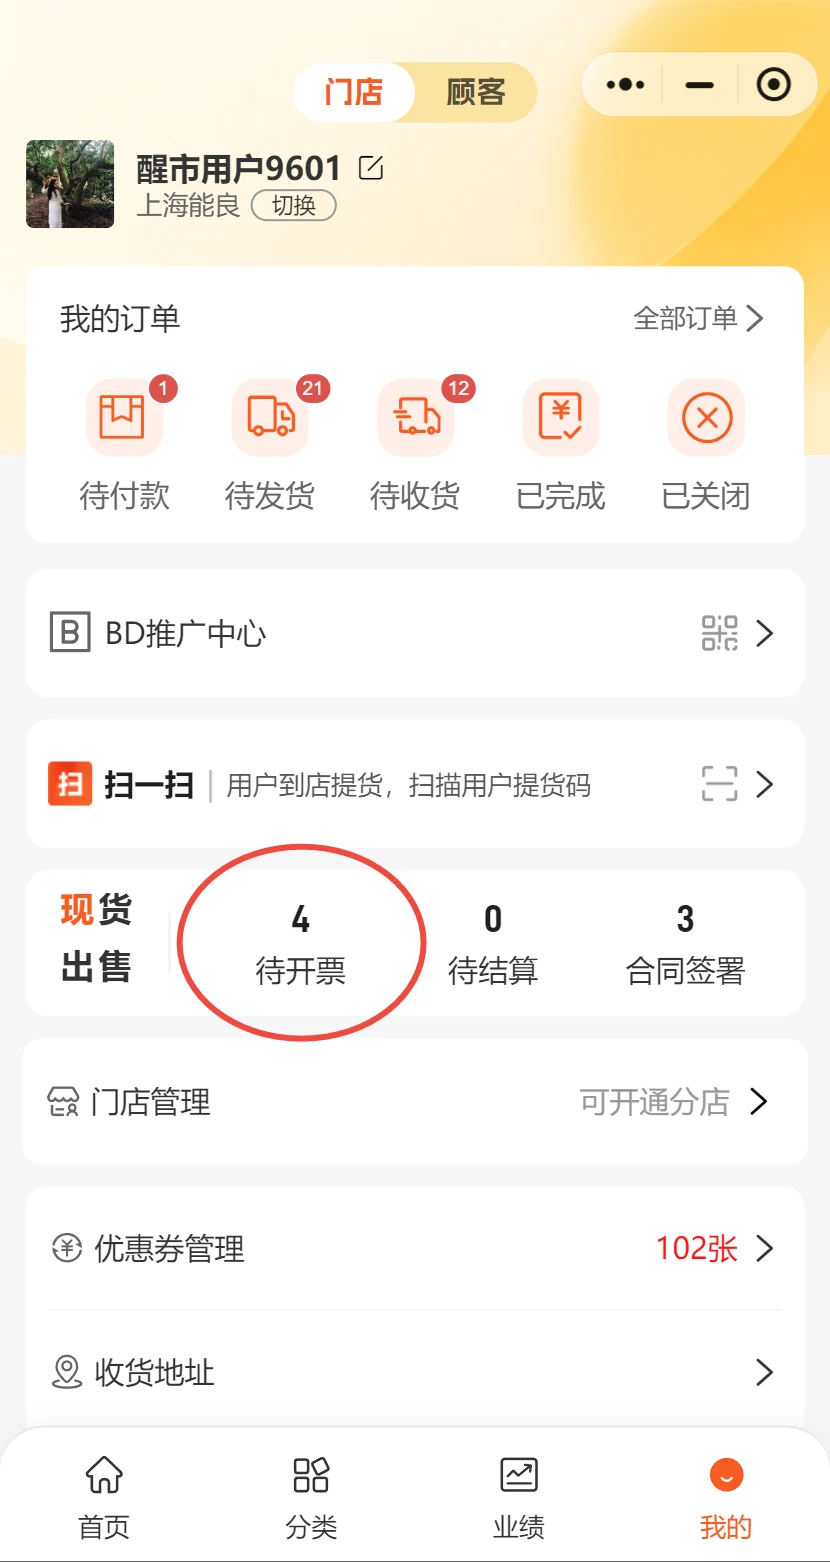 门店 顾客
醒市用户9601
上海能良 切换
我的订单 全部订单
1 21 12
待付款 待发货 待收货 已完成 已关闭
B BD推广中心
扫 扫一扫 | 用户到店提货，扫描用户提货码
现货出售
4 0 3
待开票 待结算 合同签署
门店管理 可开通分店
优惠券管理 102张
收货地址
首页 分类 业绩 我的